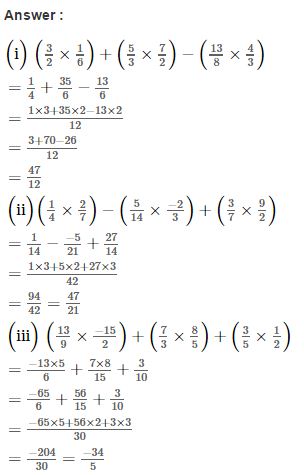 Answer :
(i) (3/2 × 1/6) + (5/3 × 7/2) − (13/8 × 4/3)
= 1/4 + 35/6 − 13/6
= (1×3+35×2−13×2)/12
= (3+70−26)/12
= 47/12
(ii) (1/4 × 2/7) − (5/14 × −2/3) + (3/7 × 9/2)
= 1/14 − −5/21 + 27/14
= (1×3+5×2+27×3)/42
= 94/42 = 47/21
(iii) (13/9 × −15/2) + (7/3 × 8/5) + (3/5 × 1/2)
= −13×5/6 + 7×8/15 + 3/10
= −65/6 + 56/15 + 3/10
= (−65×5+56×2+3×3)/30
= −204/30 = −34/5